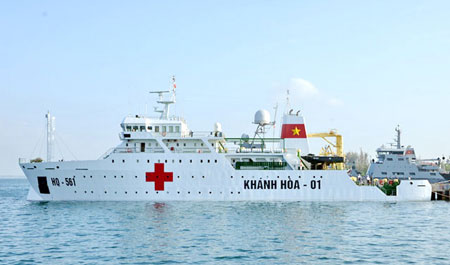 HQ - 561
KHÁNH HÒA - 01